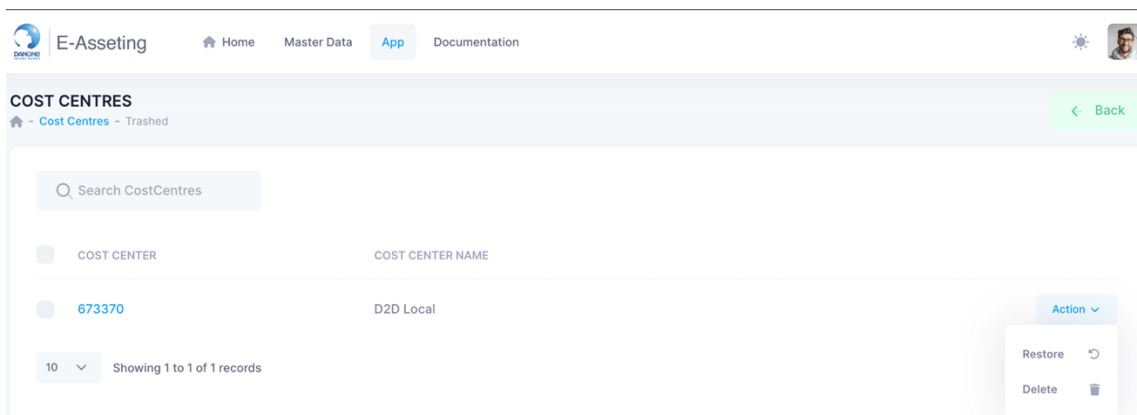 DANONE
E-Asseting
Home
Master Data
App
Documentation
COST CENTRES
- Cost Centres - Trashed
Back
Search CostCentres
COST CENTER
COST CENTER NAME
673370
D2D Local
Action
10
Showing 1 to 1 of 1 records
Restore
Delete